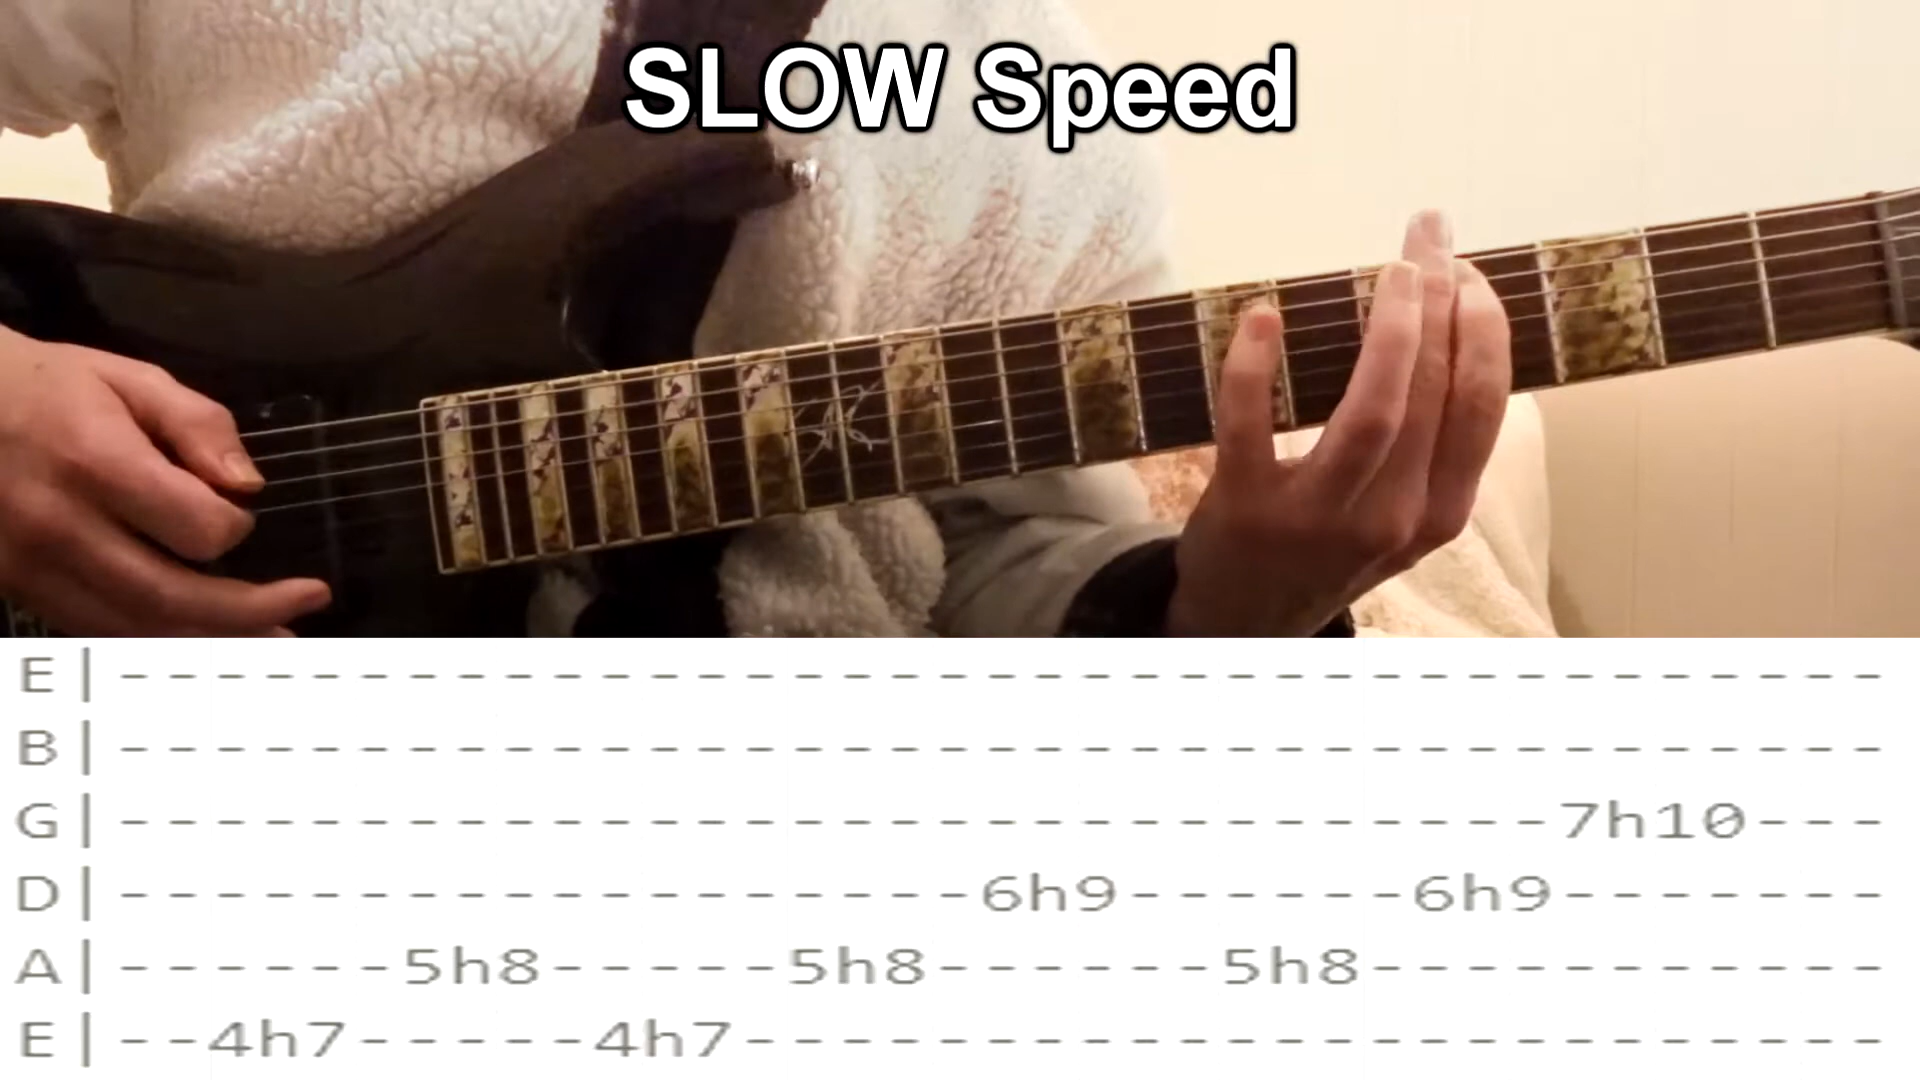 SLOW Speed
E|-------------------------------------
B|-------------------------------------
G|------------------------------7h10---
D|------------------6h9------6h9-------
A|------5h8-----5h8------5h8-----------
E|--4h7-----4h7------------------------